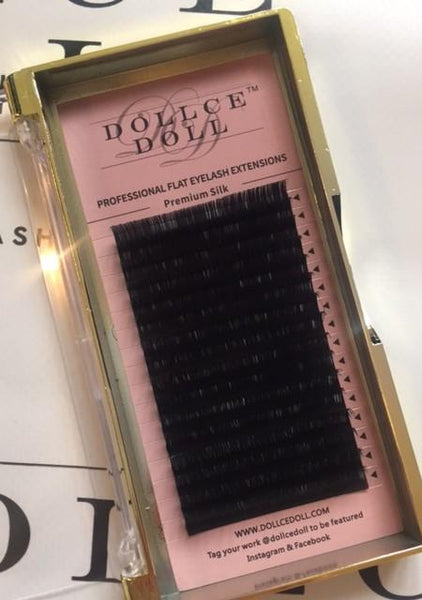 DOLLCE™
DOLL
PROFESSIONAL FLAT EYELASH EXTENSIONS
Premium Silk
ASH
WWW.DOLLCEDOLL.COM
Tag your work @dollcedoll to be featured
Instagram & Facebook